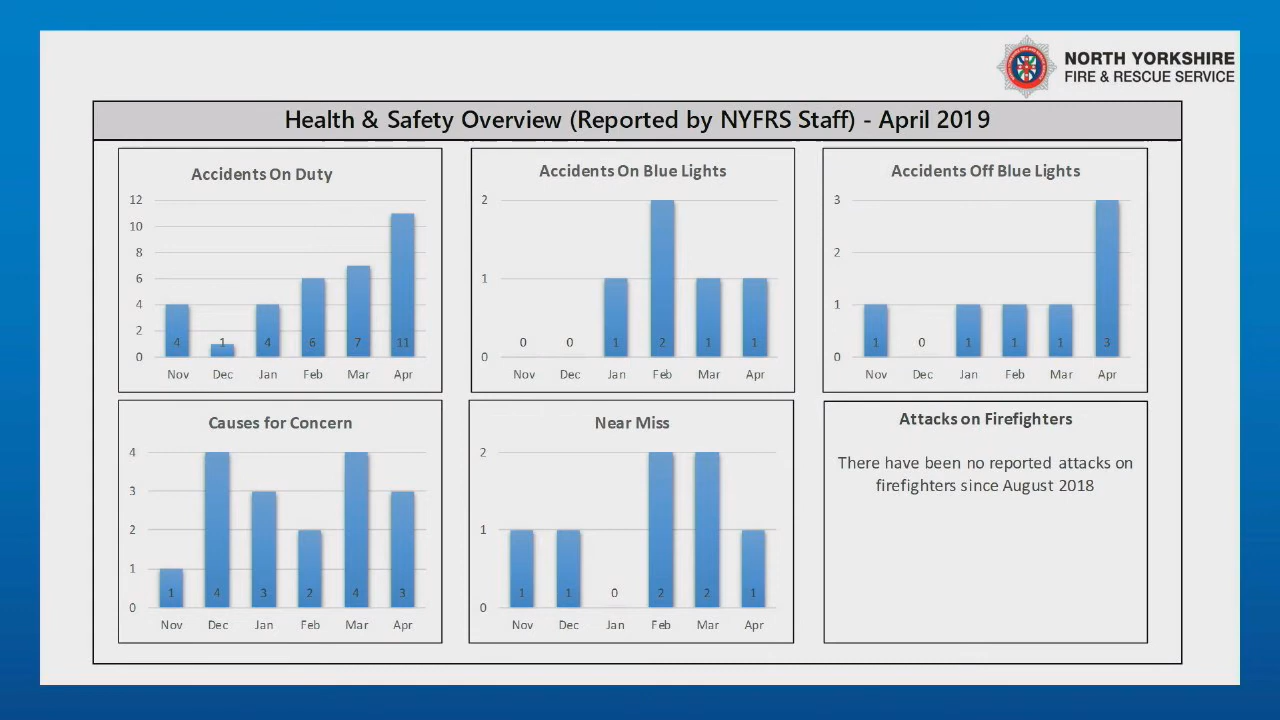 NORTH YORKSHIRE
FIRE & RESCUE SERVICE
Health & Safety Overview (Reported by NYFRS Staff) - April 2019
Accidents On Duty
12
10
8
6
4
2
0
4 1 4 6 7 11
Nov Dec Jan Feb Mar Apr
Accidents On Blue Lights
2
1
0
0 0 1 2 1 1
Nov Dec Jan Feb Mar Apr
Accidents Off Blue Lights
3
2
1
0
1 0 1 1 1 3
Nov Dec Jan Feb Mar Apr
Causes for Concern
4
3
2
1
0
1 4 3 2 4 3
Nov Dec Jan Feb Mar Apr
Near Miss
2
1
0
1 1 0 2 2 1
Nov Dec Jan Feb Mar Apr
Attacks on Firefighters
There have been no reported attacks on
firefighters since August 2018